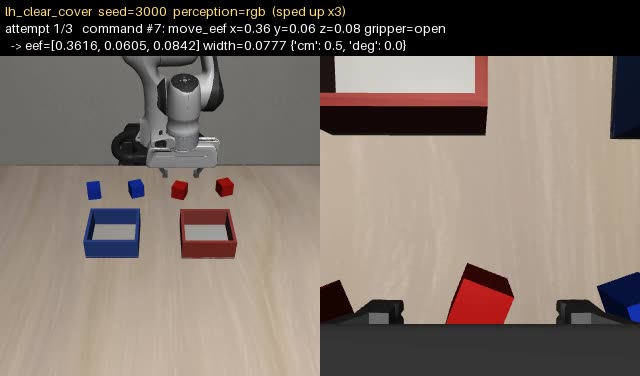 lh_clear_cover seed=3000 perception=rgb (sped up x3)
attempt 1/3 command #7: move_eef x=0.36 y=0.06 z=0.08 gripper=open
-> eef=[0.3616, 0.0605, 0.0842] width=0.0777 {'cm': 0.5, 'deg': 0.0}